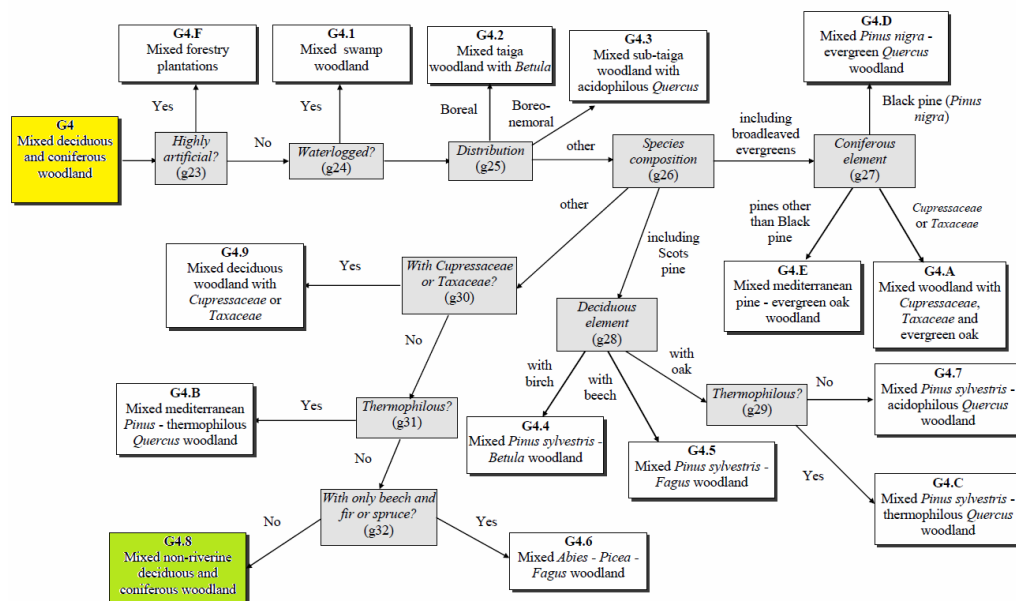 G4.F
Mixed forestry
plantations
G4.1
Mixed swamp
woodland
G4.2
Mixed taiga
woodland with Betula
G4.3
Mixed sub-taiga
woodland with
acidophilous Quercus
G4.D
Mixed Pinus nigra -
evergreen Quercus
woodland
Yes
Yes
Boreal
Boreo-
nemoral
Black pine (Pinus
nigra)
G4
Mixed deciduous
and coniferous
woodland
Highly
artificial?
(g23)
No
Waterlogged?
(g24)
Distribution
(g25)
other
Species
composition
(g26)
including
broadleaved
evergreens
Coniferous
element
(g27)
other
including
Scots
pine
pines other
than Black
pine
Cupressaceae
or Taxaceae
G4.9
Mixed deciduous
woodland with
Cupressaceae or
Taxaceae
Yes
With Cupressaceae
or Taxaceae?
(g30)
G4.E
Mixed mediterranean
pine - evergreen oak
woodland
G4.A
Mixed woodland with
Cupressaceae,
Taxaceae and
evergreen oak
Deciduous
element
(g28)
No
with
birch
with
beech
with
oak
G4.B
Mixed mediterranean
Pinus - thermophilous
Quercus woodland
Yes
Thermophilous?
(g31)
Thermophilous?
(g29)
No
G4.7
Mixed Pinus sylvestris -
acidophilous Quercus
woodland
G4.4
Mixed Pinus sylvestris -
Betula woodland
G4.5
Mixed Pinus sylvestris -
Fagus woodland
No
Yes
G4.C
Mixed Pinus sylvestris -
thermophilous Quercus
woodland
With only beech and
fir or spruce?
(g32)
No
Yes
G4.8
Mixed non-riverine
deciduous and
coniferous woodland
G4.6
Mixed Abies - Picea -
Fagus woodland